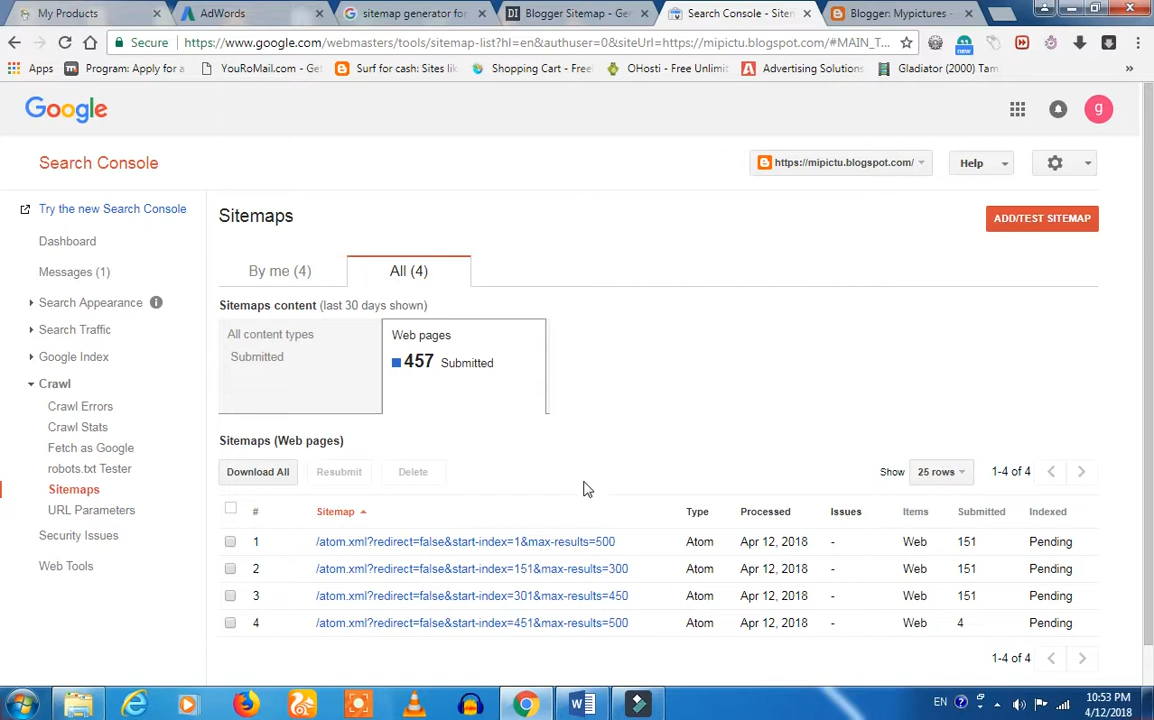 My Products
AdWords
sitemap generator for
Blogger Sitemap - Gen
Search Console - Sitem
Blogger: Mypictures -
Secure
https://www.google.com/webmasters/tools/sitemap-list?hl=en&authuser=0&siteUrl=https://mipictu.blogspot.com/#MAIN_T...
Apps
Program: Apply for a
YouRoMail.com - Get
Surf for cash: Sites lik
Shopping Cart - Free
OHosti - Free Unlimit
Advertising Solutions
Gladiator (2000) Tam
»
Google
g
Search Console
https://mipictu.blogspot.com/
Help
Try the new Search Console
Dashboard
Messages (1)
Search Appearance
Search Traffic
Google Index
Crawl
Crawl Errors
Crawl Stats
Fetch as Google
robots.txt Tester
Sitemaps
URL Parameters
Security Issues
Web Tools
Sitemaps
ADD/TEST SITEMAP
By me (4)
All (4)
Sitemaps content (last 30 days shown)
All content types
Submitted
Web pages
457 Submitted
Sitemaps (Web pages)
Download All
Resubmit
Delete
Show
25 rows
1-4 of 4
# Sitemap Type Processed Issues Items Submitted Indexed
1 /atom.xml?redirect=false&start-index=1&max-results=500 Atom Apr 12, 2018 - Web 151 Pending
2 /atom.xml?redirect=false&start-index=151&max-results=300 Atom Apr 12, 2018 - Web 151 Pending
3 /atom.xml?redirect=false&start-index=301&max-results=450 Atom Apr 12, 2018 - Web 151 Pending
4 /atom.xml?redirect=false&start-index=451&max-results=500 Atom Apr 12, 2018 - Web 4 Pending
1-4 of 4
EN
10:53 PM
4/12/2018